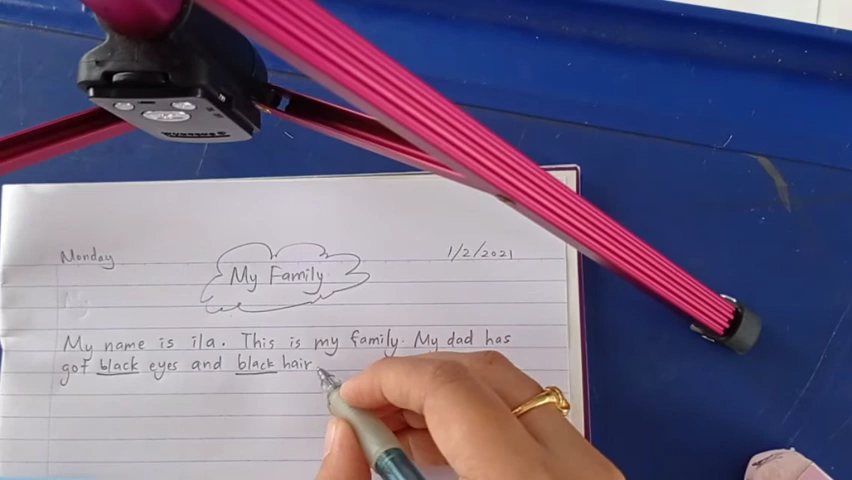 Monday
1/2/2021
My Family
My name is ila. This is my family. My dad has
got black eyes and black hair.